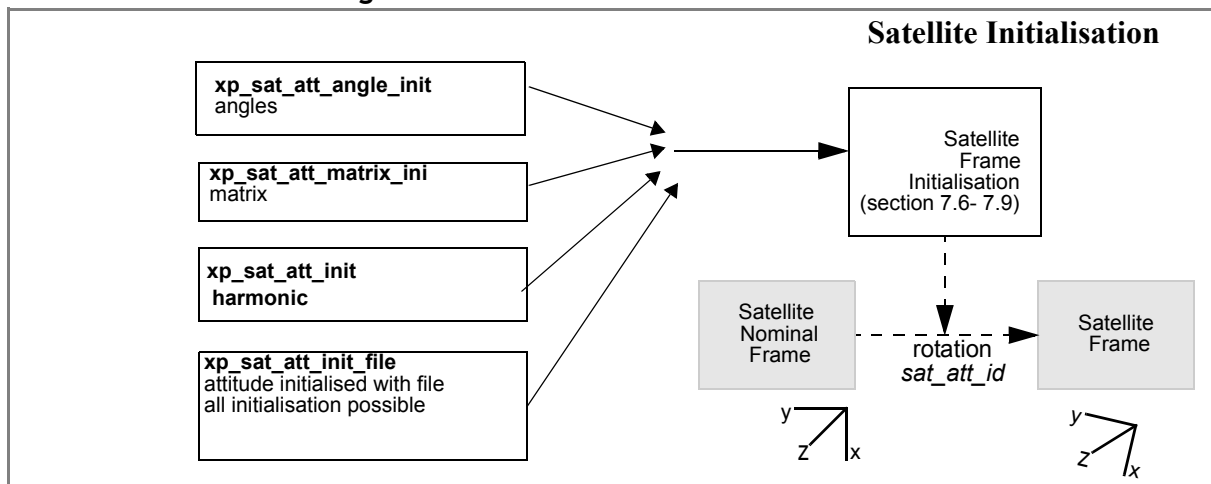 Satellite Initialisation
xp_sat_att_angle_init
angles
xp_sat_att_matrix_ini
matrix
xp_sat_att_init
harmonic
xp_sat_att_init_file
attitude initialised with file
all initialisation possible
Satellite
Frame
Initialisation
(section 7.6- 7.9)
Satellite
Nominal
Frame
rotation
sat_att_id
Satellite
Frame
y
z
x
y
z
x